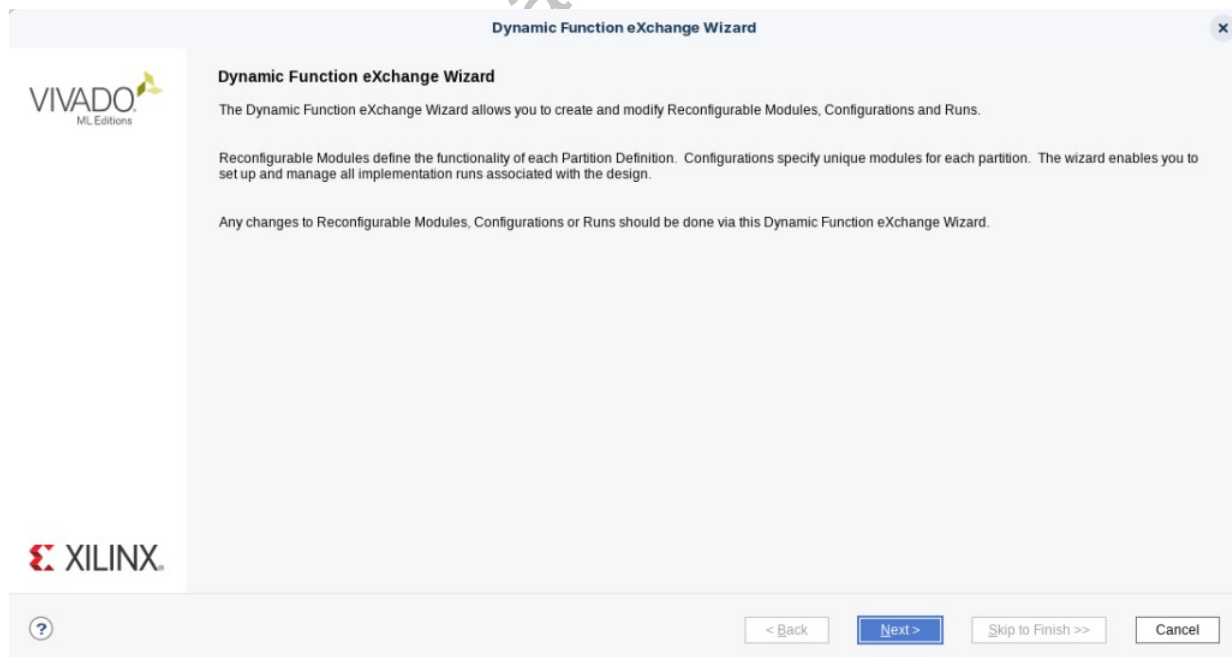 Dynamic Function eXchange Wizard
VIVADO.
ML Editions
Dynamic Function eXchange Wizard
The Dynamic Function eXchange Wizard allows you to create and modify Reconfigurable Modules, Configurations and Runs.
Reconfigurable Modules define the functionality of each Partition Definition. Configurations specify unique modules for each partition. The wizard enables you to
set up and manage all implementation runs associated with the design.
Any changes to Reconfigurable Modules, Configurations or Runs should be done via this Dynamic Function eXchange Wizard.
XILINX.
? < Back Next > Skip to Finish >> Cancel